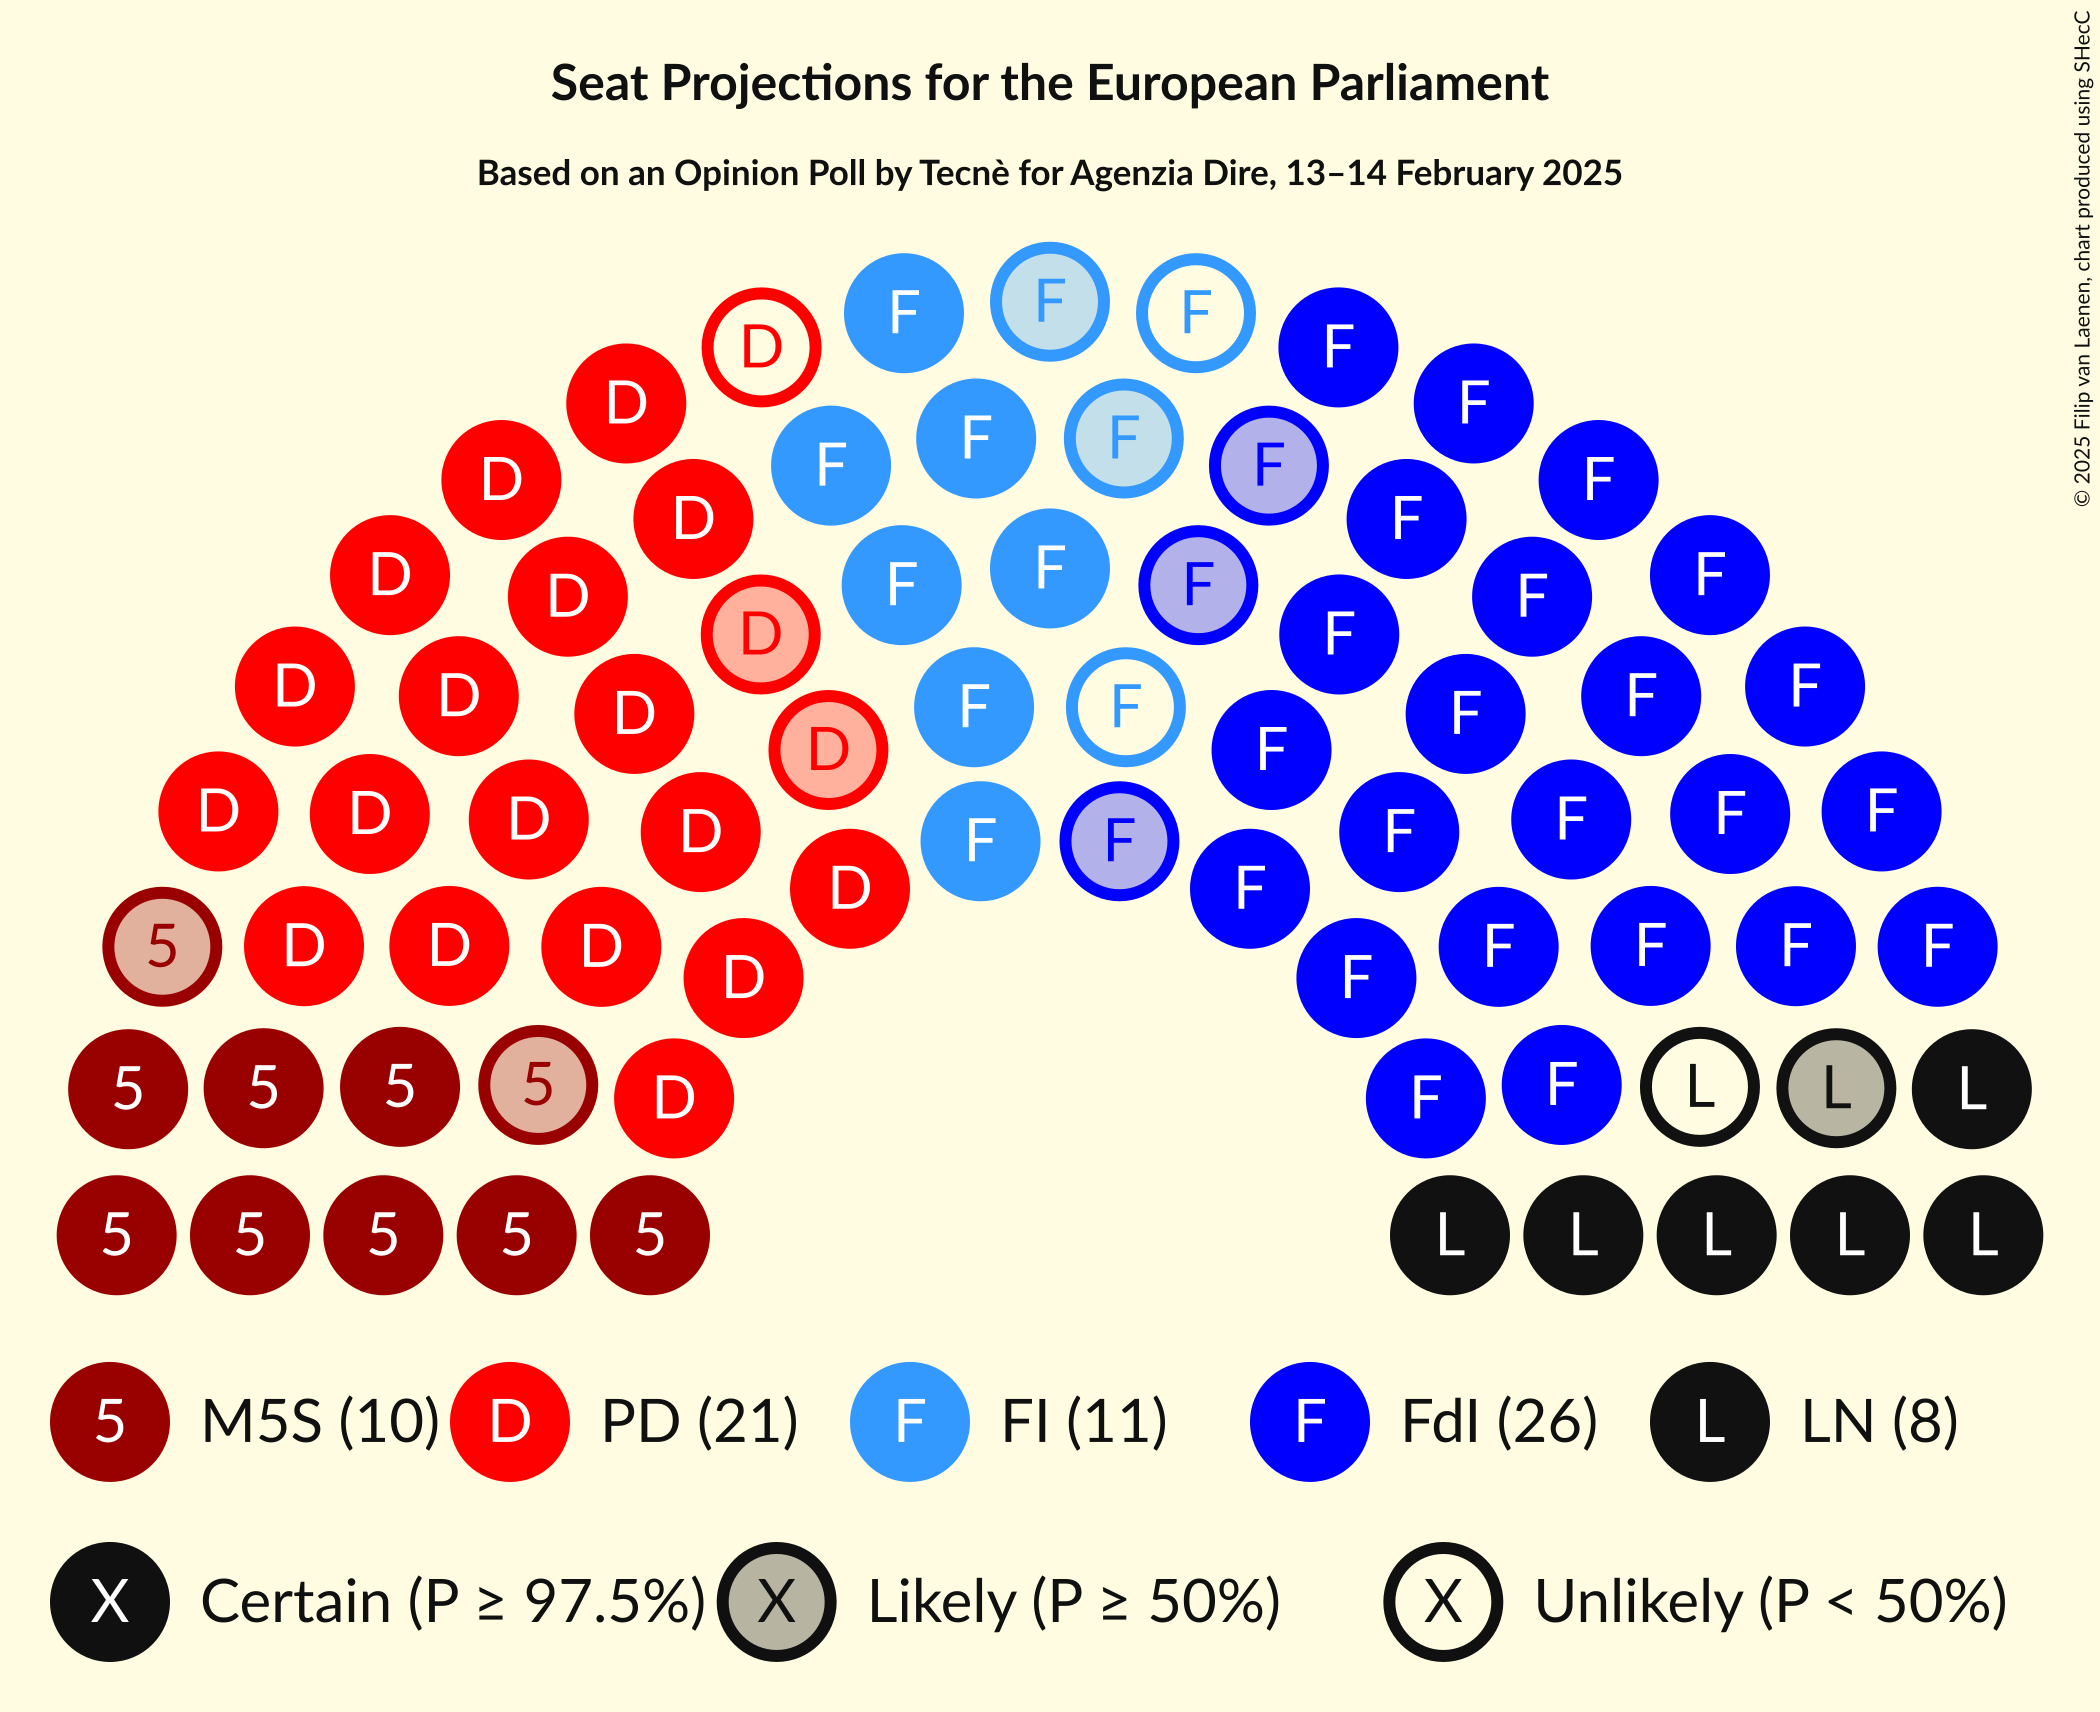 Seat Projections for the European Parliament
Based on an Opinion Poll by Tecnè for Agenzia Dire, 13–14 February 2025
© 2025 Filip van Laenen, chart produced using SHecC
F F F
D F
D F
F F
F F
D F
D F
F
D F
F F
D F
D F
D F
D F
F F
D F
D F
D F
D F
D F
D F
F F
D F
5 D D D F F F F
D F
5 5 5 5 F L L L
D F
5 5 5 5 5 L L L L L
5 M5S (10) D PD (21) F FI (11) F FdI (26) L LN (8)
X Certain (P ≥ 97.5%) X Likely (P ≥ 50%) X Unlikely (P < 50%)